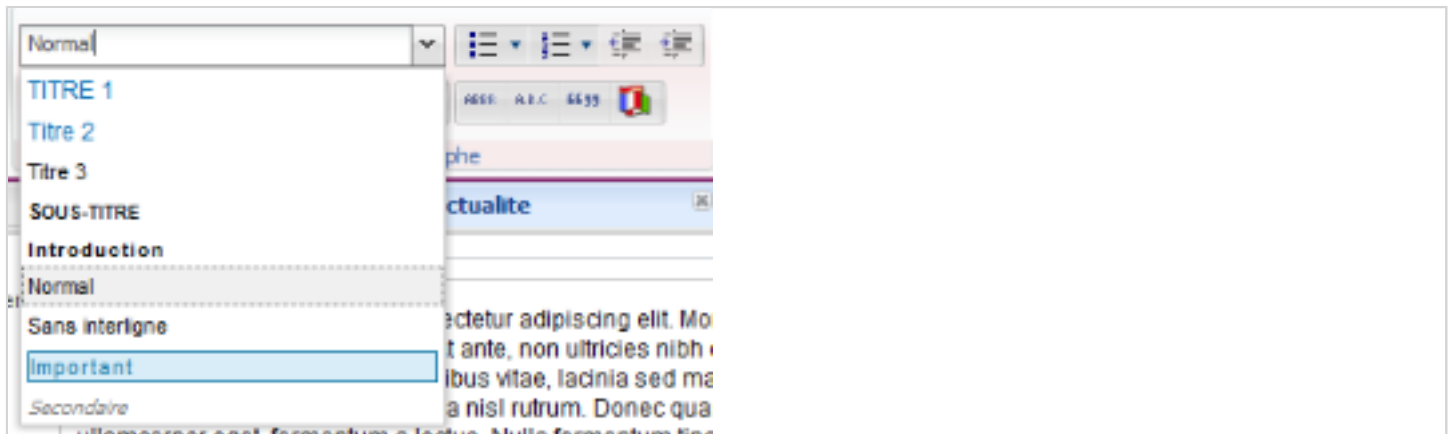 Normal
TITRE 1
Titre 2
Titre 3
SOUS-TITRE
Introduction
Normal
Sans interligne
Important
Secondaire
A.B.C
phe
ctualite
ectetur adipiscing elit. Mo
t ante, non ultricies nibh
ibus vitae, lacinia sed ma
a nisl rutrum. Donec qua